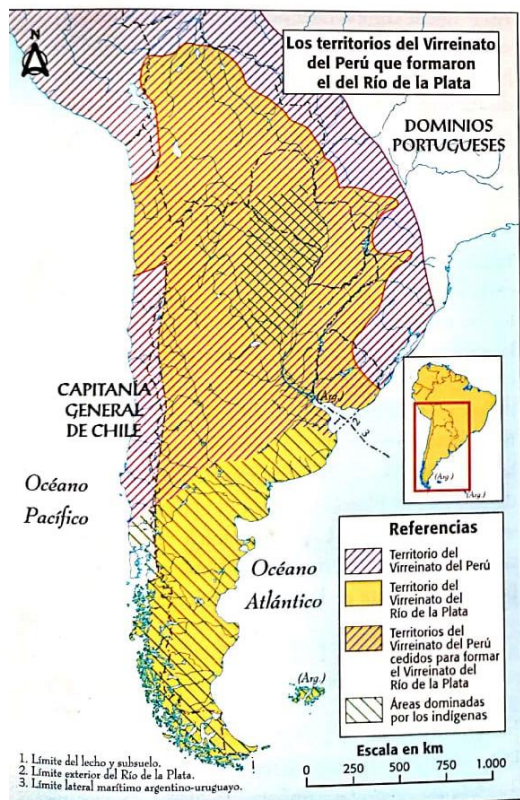 N
Los territorios del Virreinato
del Perú que formaron
el del Río de la Plata
DOMINIOS
PORTUGUESES
CAPITANÍA
GENERAL
DE CHILE
Océano
Pacífico
(Arg.)
2
3
Océano
Atlántico
(Arg.)
(Arg.)
(Arg.)
Referencias
Territorio del
Virreinato del Perú
Territorio del
Virreinato del
Río de la Plata
Territorios del
Virreinato del Perú
cedidos para formar
el Virreinato del
Río de la Plata
Áreas dominadas
por los indígenas
1. Límite del lecho y subsuelo.
2. Límite exterior del Río de la Plata.
3. Límite lateral marítimo argentino-uruguayo.
Escala en km
0 250 500 750 1.000